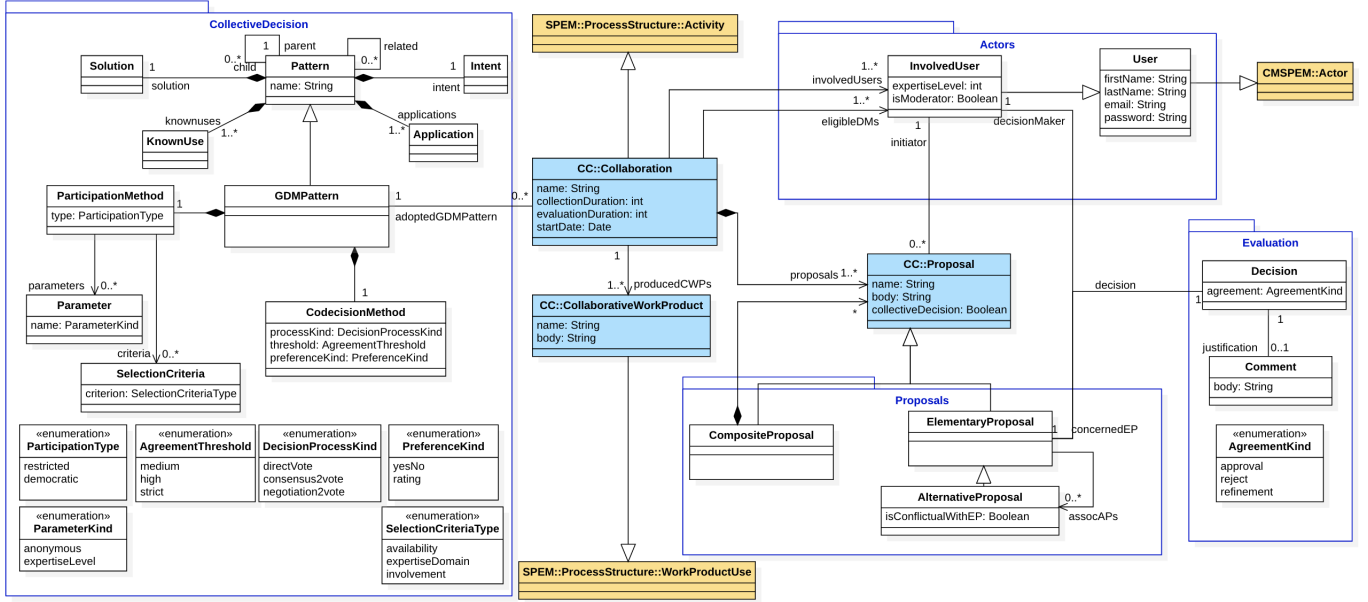 CollectiveDecision
Solution
1
solution
1
parent
0..*
child
related
0..*
Pattern
name: String
1
intent
Intent
knownuses
1..*
KnownUse
applications
1..*
Application
ParticipationMethod
type: ParticipationType
1
GDMPattern
1
adoptedGDMPattern
0..*
parameters
0..*
Parameter
name: ParameterKind
criteria
0..*
SelectionCriteria
criterion: SelectionCriteriaType
1
CodecisionMethod
processKind: DecisionProcessKind
threshold: AgreementThreshold
preferenceKind: PreferenceKind
«enumeration»
ParticipationType
restricted
democratic
«enumeration»
AgreementThreshold
medium
high
strict
«enumeration»
DecisionProcessKind
directVote
consensus2vote
negotiation2vote
«enumeration»
PreferenceKind
yesNo
rating
«enumeration»
ParameterKind
anonymous
expertiseLevel
«enumeration»
SelectionCriteriaType
availability
expertiseDomain
involvement
SPEM::ProcessStructure::Activity
CC::Collaboration
name: String
collectionDuration: int
evaluationDuration: int
startDate: Date
1
1..*
producedCWPs
CC::CollaborativeWorkProduct
name: String
body: String
SPEM::ProcessStructure::WorkProductUse
Actors
1..*
involvedUsers
1..*
eligibleDMs
InvolvedUser
expertiseLevel: int
isModerator: Boolean
1
decisionMaker
1
initiator
User
firstName: String
lastName: String
email: String
password: String
CMSPEM::Actor
0..*
CC::Proposal
name: String
body: String
collectiveDecision: Boolean
proposals
1..*
*
Proposals
CompositeProposal
ElementaryProposal
1
concernedEP
AlternativeProposal
isConflictualWithEP: Boolean
0..*
assocAPs
decision
1
Evaluation
Decision
agreement: AgreementKind
1
justification
0..1
Comment
body: String
«enumeration»
AgreementKind
approval
reject
refinement